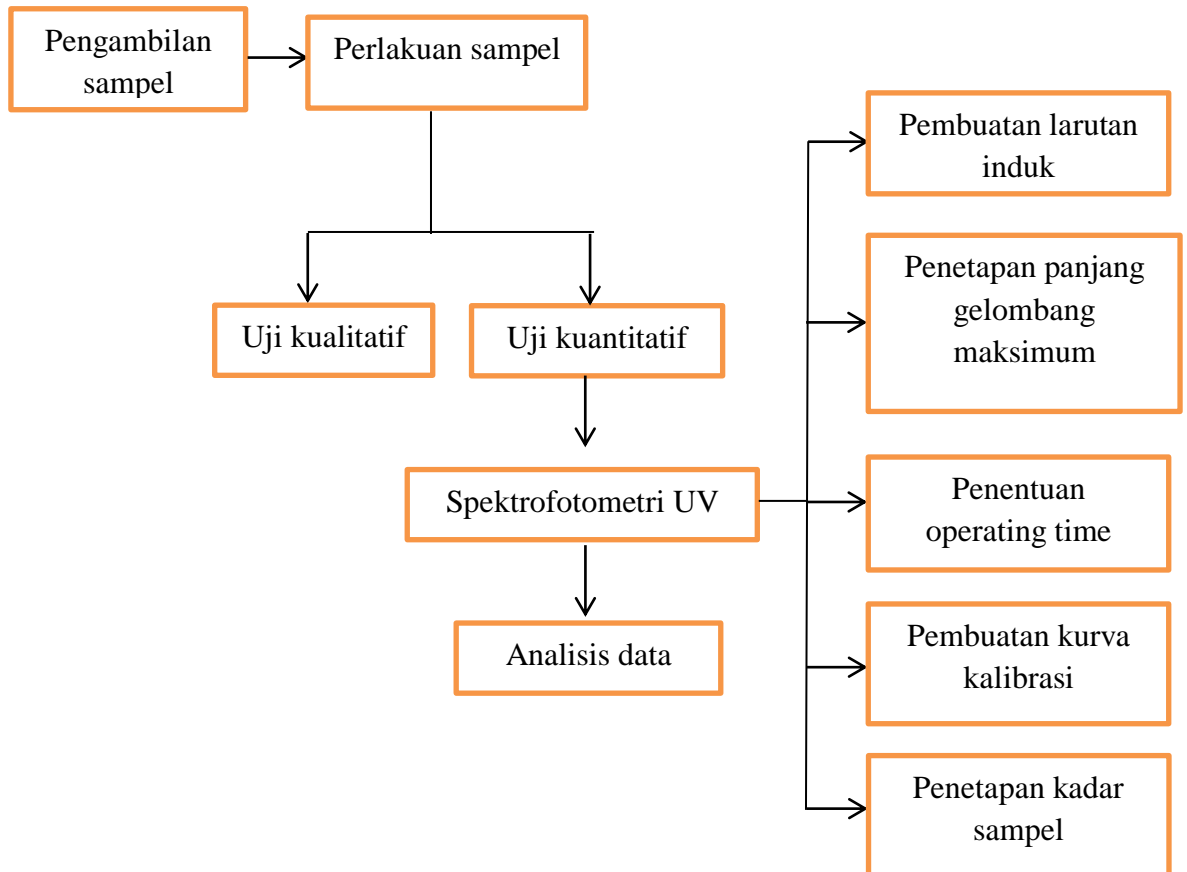 Pengambilan
sampel
Perlakuan sampel
Uji kualitatif
Uji kuantitatif
Spektrofotometri UV
Analisis data
Pembuatan larutan
induk
Penetapan panjang
gelombang
maksimum
Penentuan
operating time
Pembuatan kurva
kalibrasi
Penetapan kadar
sampel